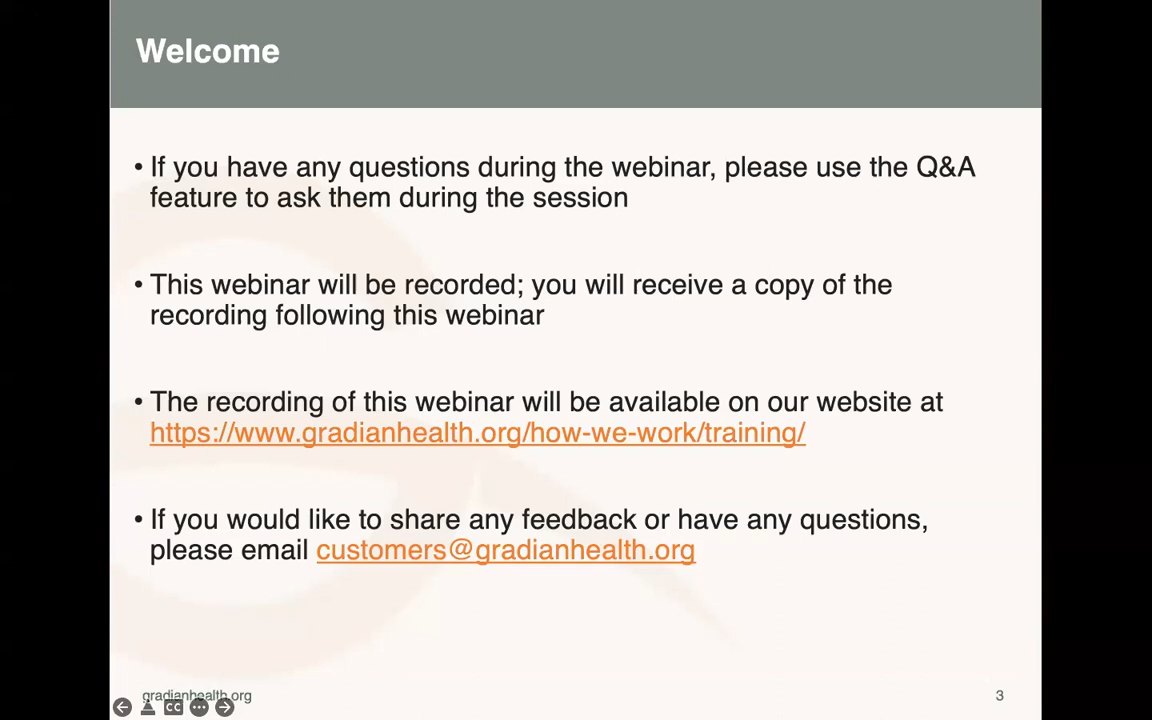 Welcome
• If you have any questions during the webinar, please use the Q&A
feature to ask them during the session
• This webinar will be recorded; you will receive a copy of the
recording following this webinar
• The recording of this webinar will be available on our website at
https://www.gradianhealth.org/how-we-work/training/
• If you would like to share any feedback or have any questions,
please email customers@gradianhealth.org
gradianhealth.org
3
CC